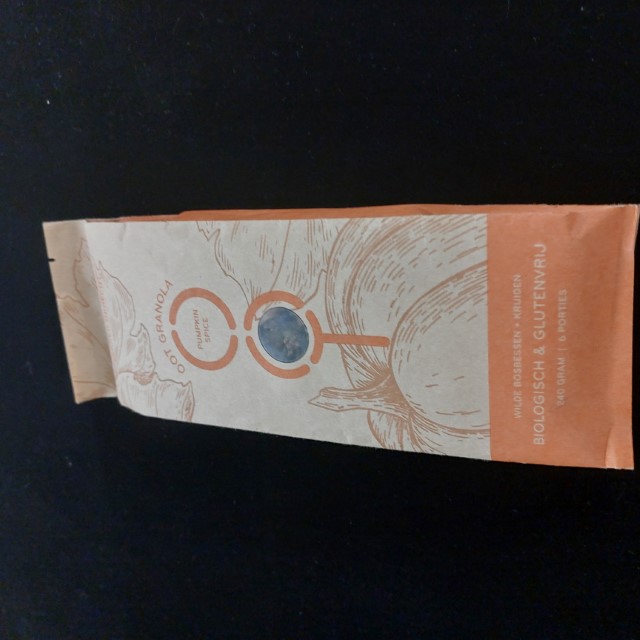 OOT GRANOLA
PUMPKIN
SPICE
WILDE BOSBESSEN + KRUIDEN
BIOLOGISCH & GLUTENVRIJ
240 GRAM | 6 PORTIES